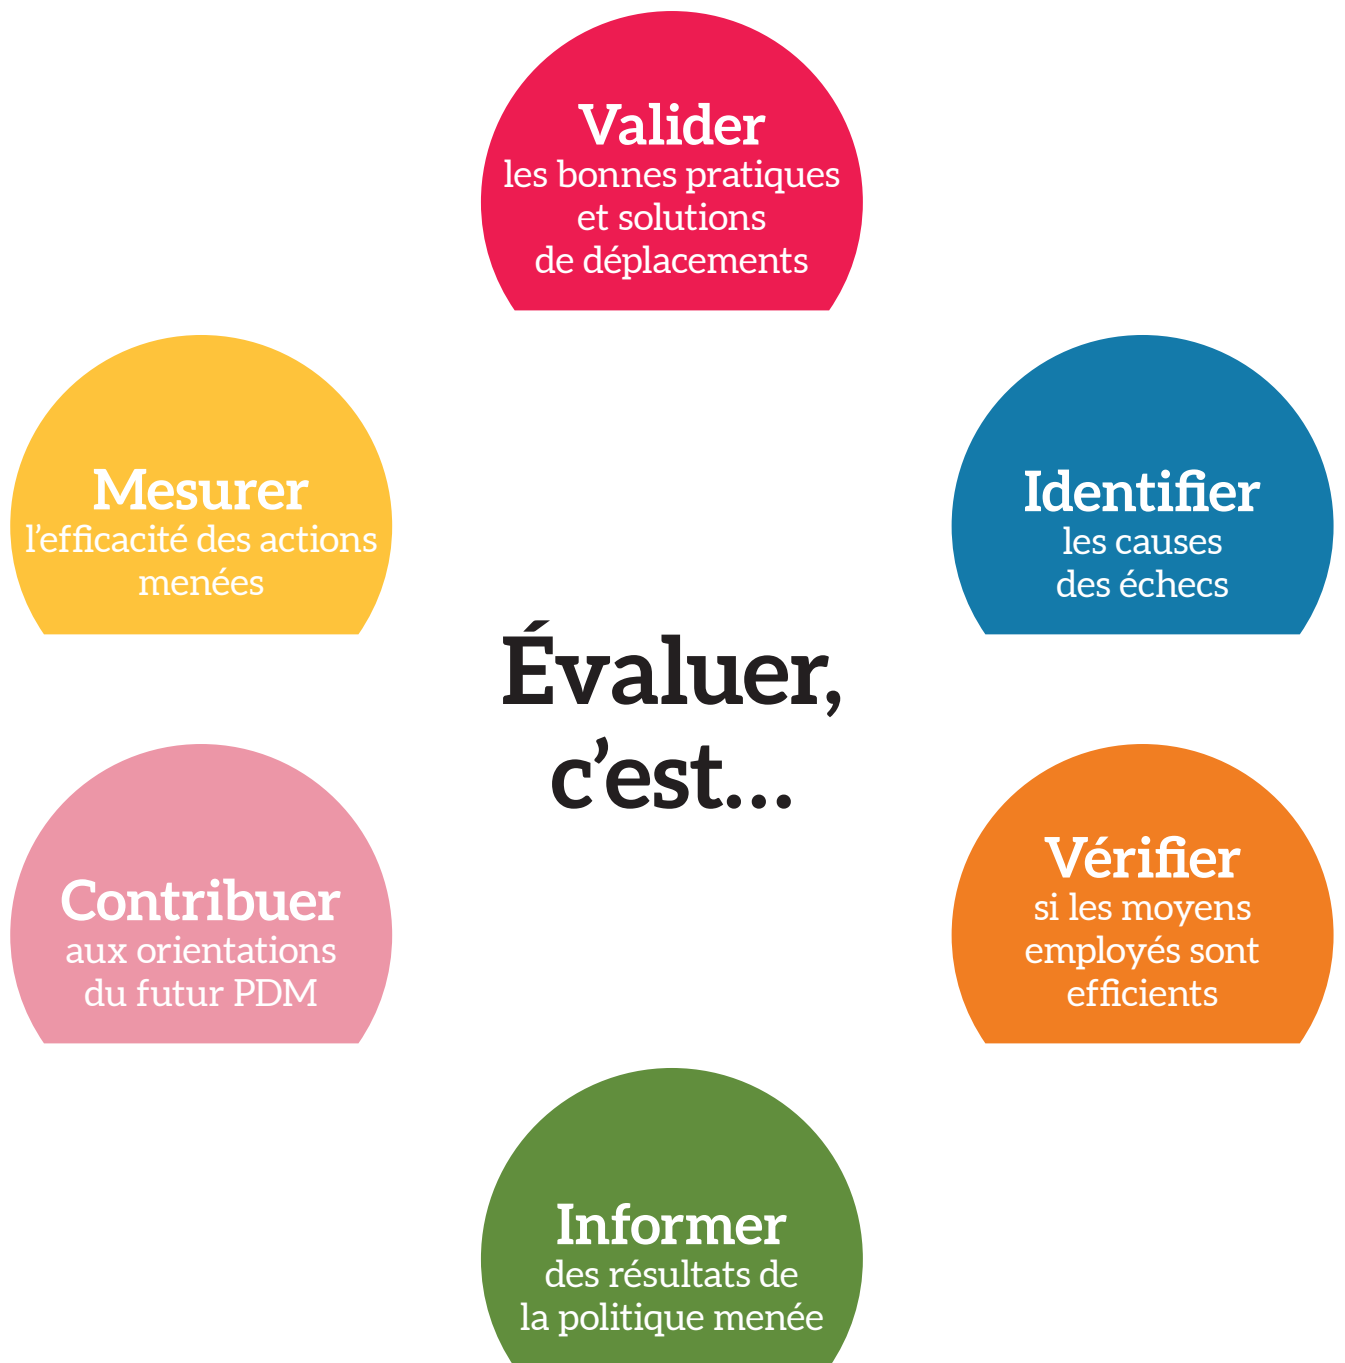 Valider
les bonnes pratiques
et solutions
de déplacements
Mesurer
l’efficacité des actions
menées
Identifier
les causes
des échecs
Évaluer,
c’est…
Contribuer
aux orientations
du futur PDM
Vérifier
si les moyens
employés sont
efficients
Informer
des résultats de
la politique menée